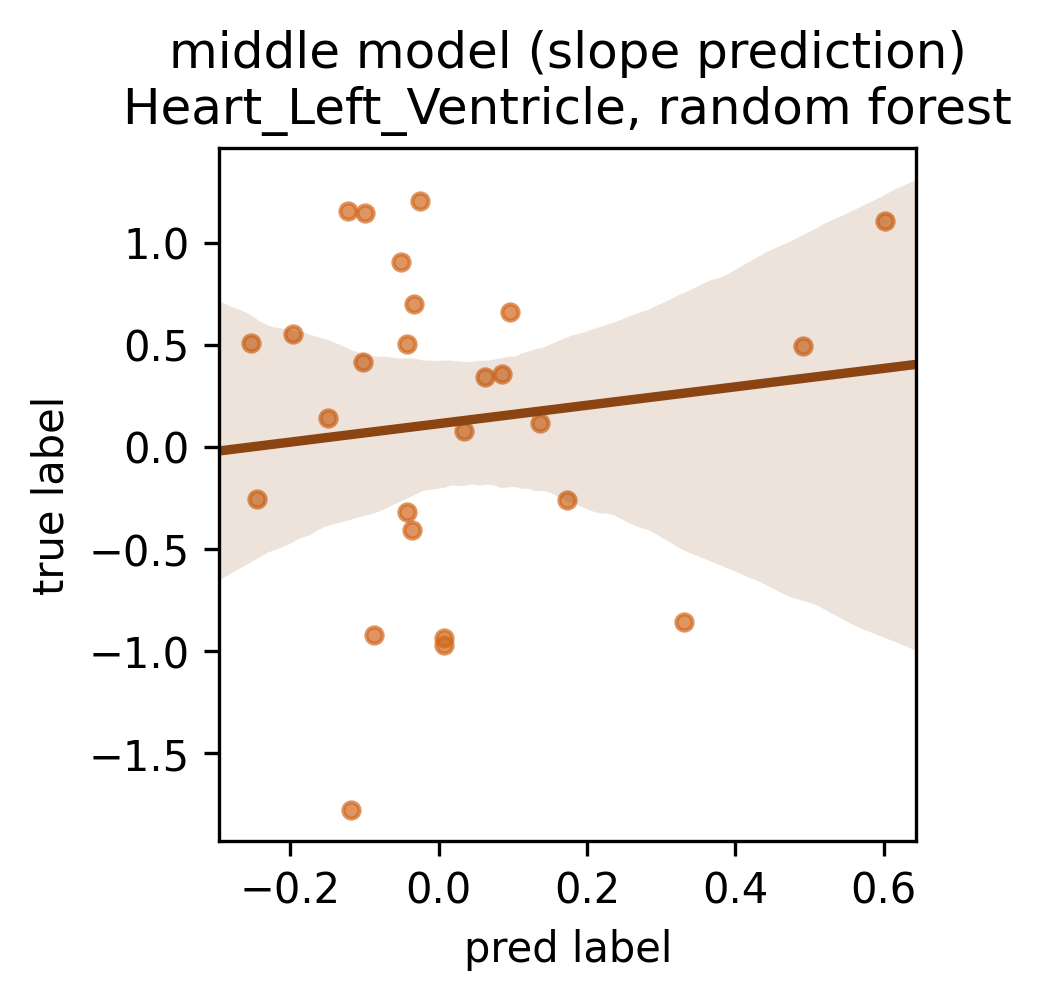 middle model (slope prediction)
Heart_Left_Ventricle, random forest
true label
1.0
0.5
0.0
−0.5
−1.0
−1.5
−0.2 0.0 0.2 0.4 0.6
pred label